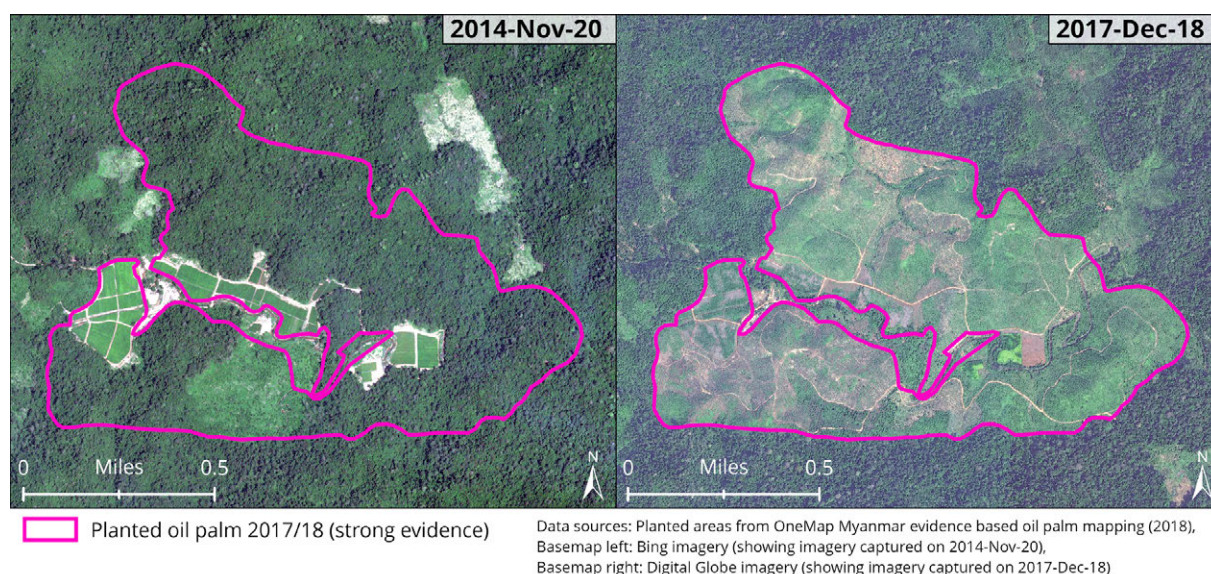 2014-Nov-20
2017-Dec-18
0 Miles 0.5
0 Miles 0.5
Planted oil palm 2017/18 (strong evidence)
Data sources: Planted areas from OneMap Myanmar evidence based oil palm mapping (2018),
Basemap left: Bing imagery (showing imagery captured on 2014-Nov-20),
Basemap right: Digital Globe imagery (showing imagery captured on 2017-Dec-18)
N
N